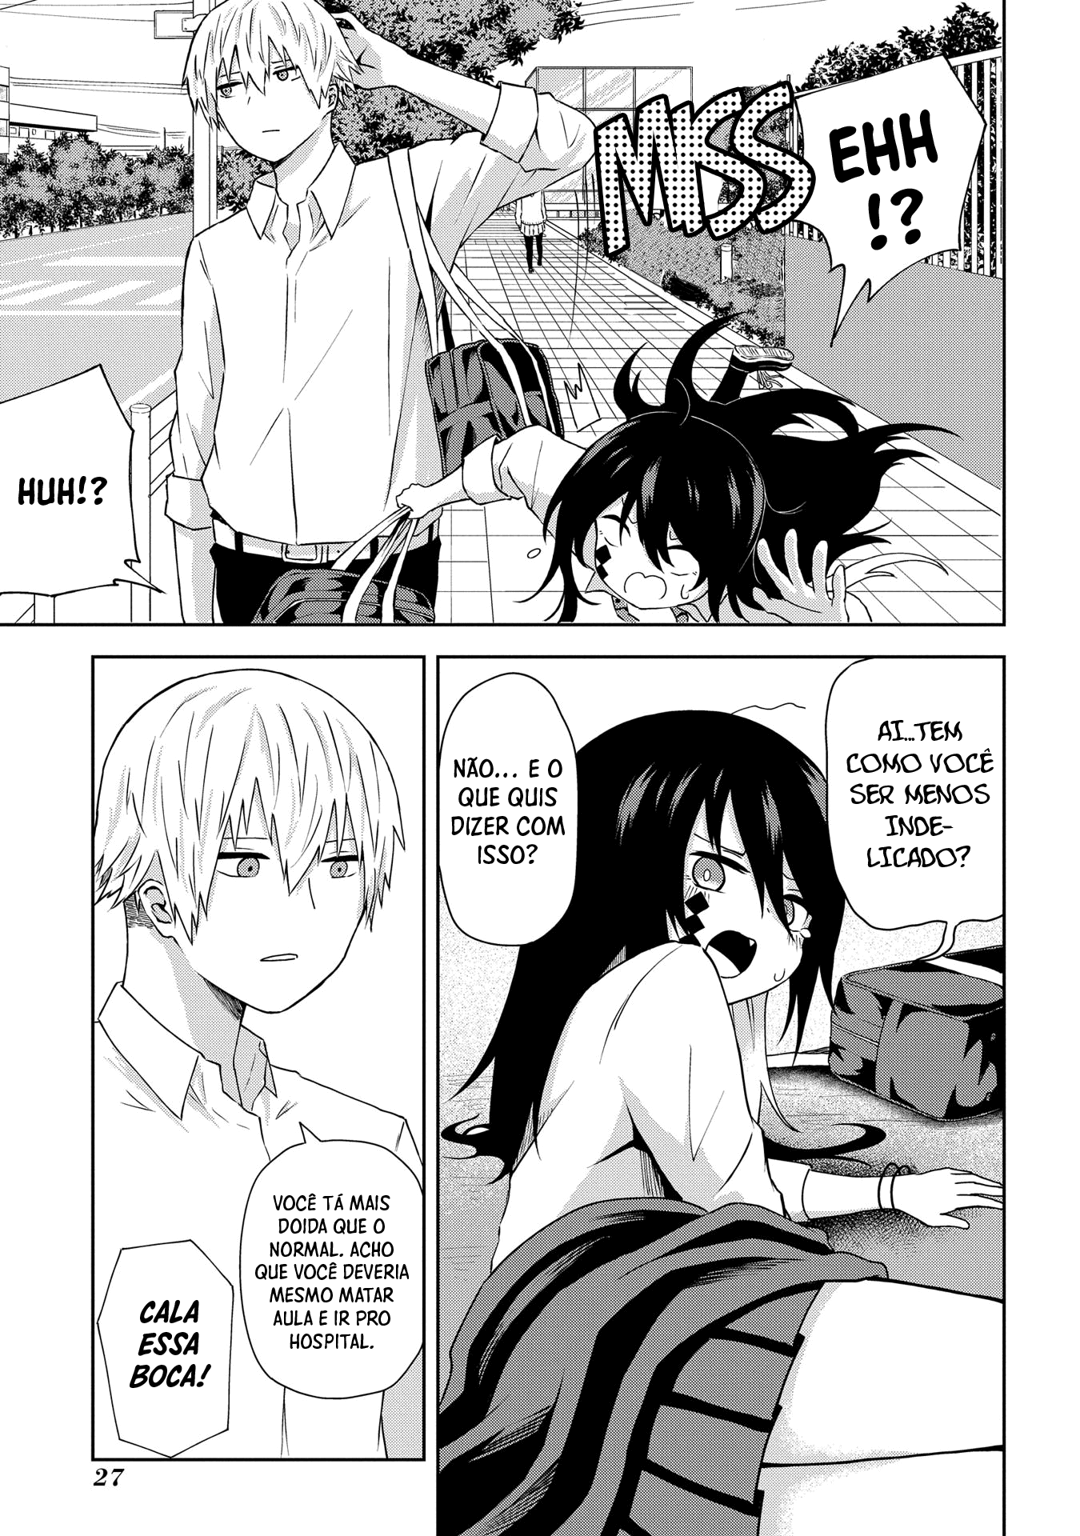 EHH
!?
MISS
HUH!?
AI...TEM
COMO VOCÊ
SER MENOS
INDE-
LICADO?
NÃO... E O
QUE QUIS
DIZER COM
ISSO?
VOCÊ TÁ MAIS
DOIDA QUE O
NORMAL. ACHO
QUE VOCÊ DEVERIA
MESMO MATAR
AULA E IR PRO
HOSPITAL.
CALA
ESSA
BOCA!
27